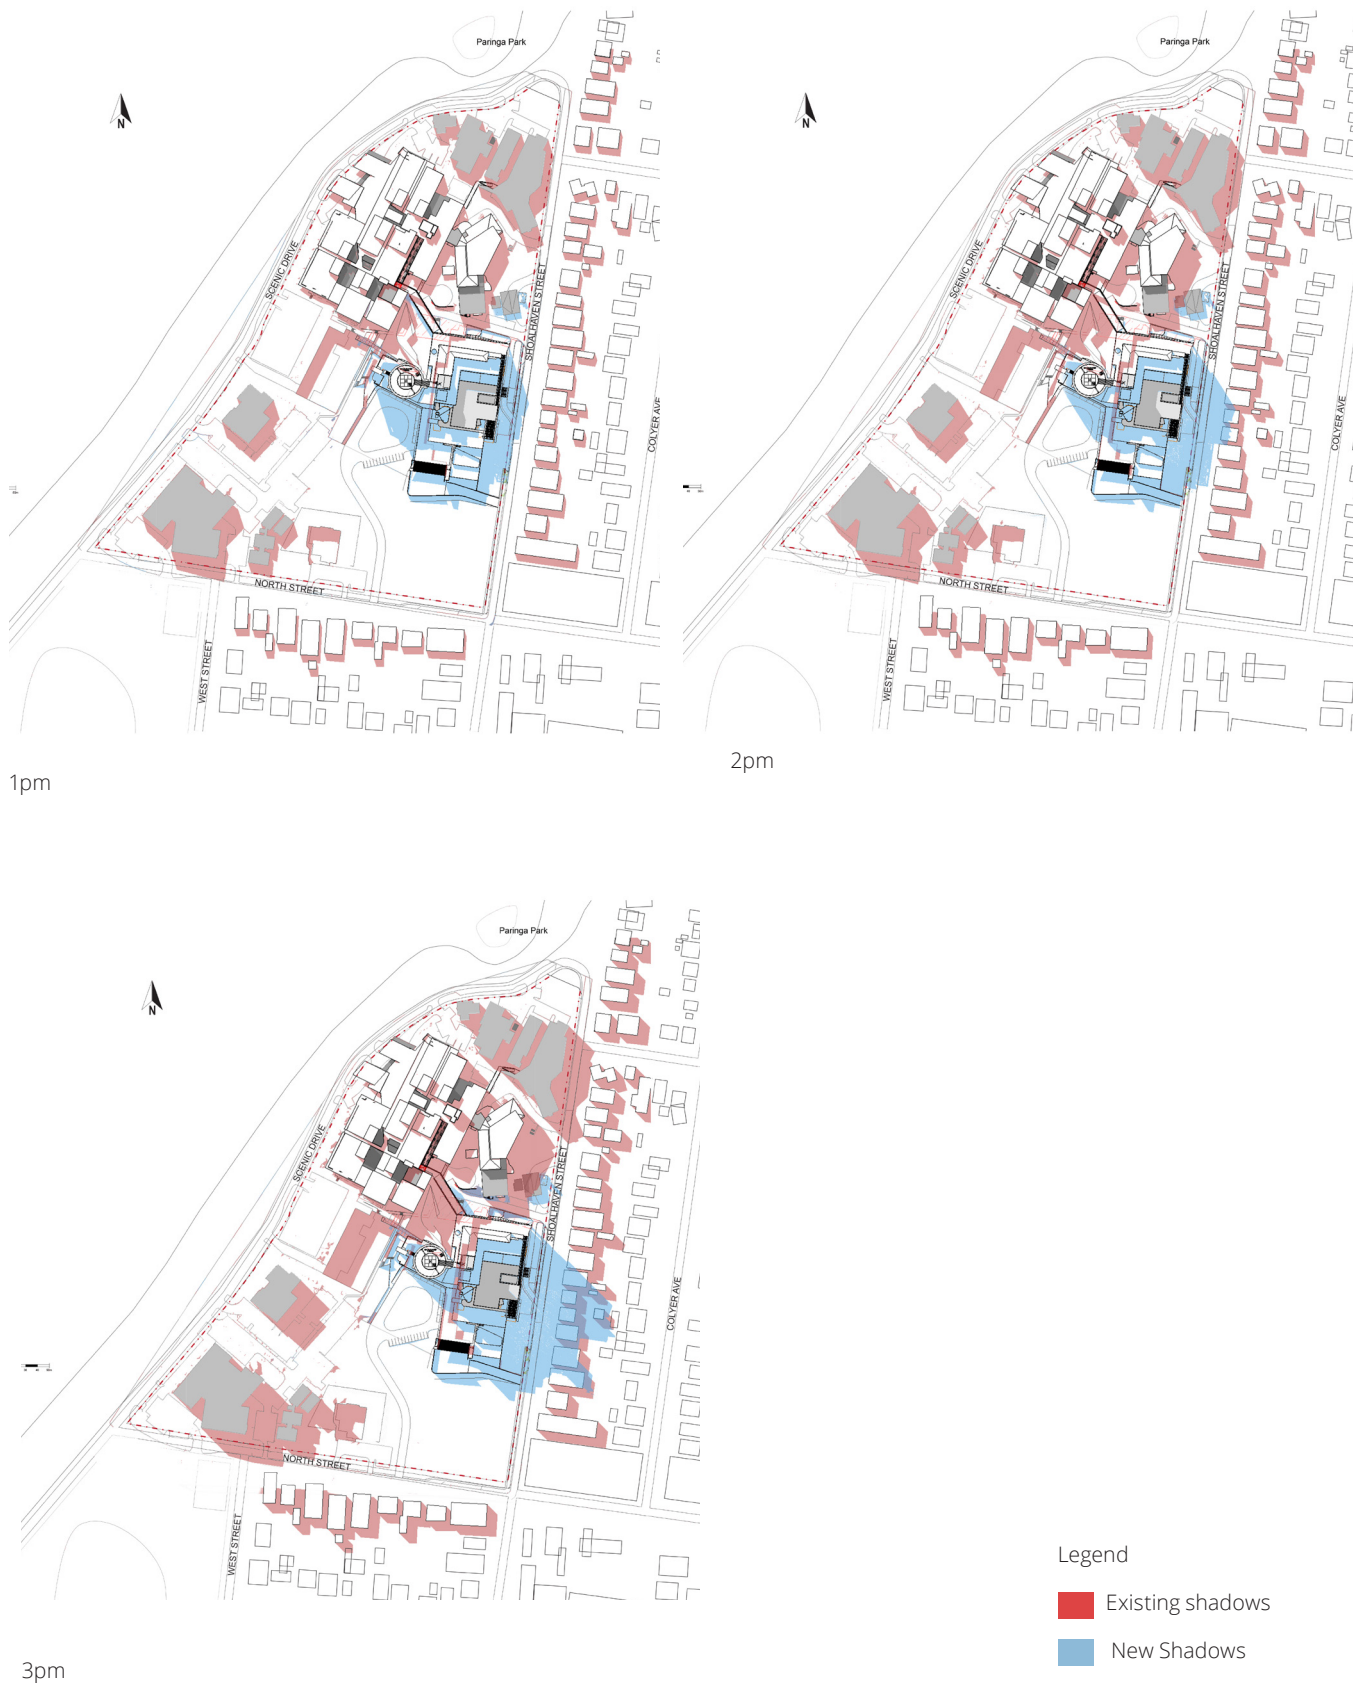 Paringa Park
N
SCENIC DRIVE
SHOALHAVEN STREET
COLYER AVE
NORTH STREET
WEST STREET
1pm
Paringa Park
N
SCENIC DRIVE
SHOALHAVEN STREET
COLYER AVE
NORTH STREET
WEST STREET
2pm
Paringa Park
N
SCENIC DRIVE
SHOALHAVEN STREET
COLYER AVE
NORTH STREET
WEST STREET
3pm
Legend
Existing shadows
New Shadows